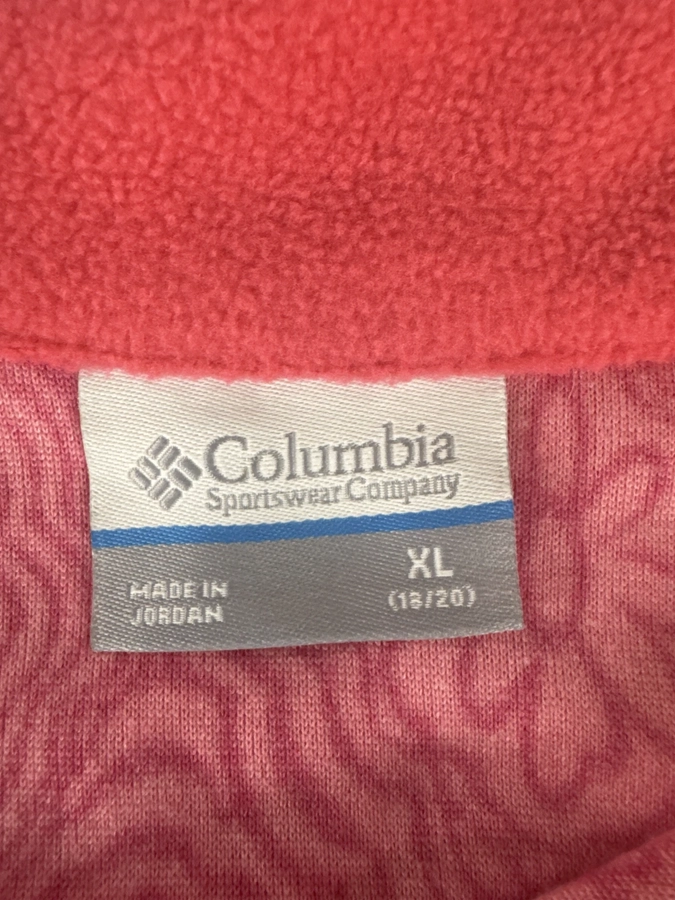 Columbia
Sportswear Company
XL
(18/20)
MADE IN
JORDAN